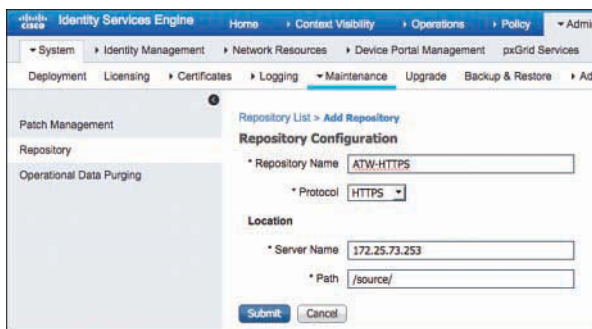 cisco Identity Services Engine Home Context Visibility Operations Policy Admi
System Identity Management Network Resources Device Portal Management pxGrid Services
Deployment Licensing Certificates Logging Maintenance Upgrade Backup & Restore Ad
Patch Management
Repository
Operational Data Purging
Repository List > Add Repository
Repository Configuration
* Repository Name ATW-HTTPS
* Protocol HTTPS
Location
* Server Name 172.25.73.253
* Path /source/
Submit Cancel